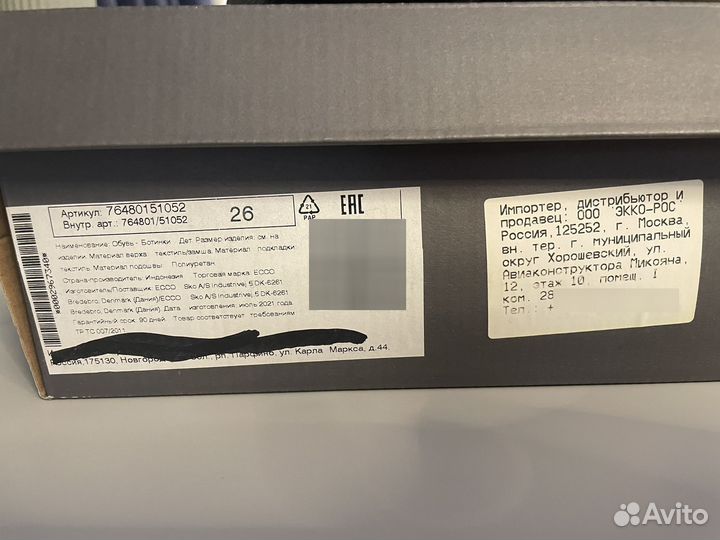 Артикул: 76480151052
Внутр. арт.: 764801/51052
26
21
PAP
ЕАС
Наименование: Обувь - Ботинки Дет. Размер изделия: см. на
изделии. Материал верха текстиль/замша. Материал подкладки:
текстиль. Материал подошвы Полиуретан
Страна-производитель: Индонезия Торговая марка: ECCO
Изготовитель/Поставщик: ECCO Sko A/S Industrivej 5 DK-6261
Bredebro, Denmark (Дания)/ECCO Sko A/S Industrivej 5 DK-6261
Bredebro, Denmark (Дания). Дата изготовления: июль 2021 года
Гарантийный срок: 90 дней. Товар соответствует требованиям
ТР ТС 007/2011
Россия,175130, Новгород обл., рп. Парфино, ул. Карла Маркса, д.44,
*0002967340*
Импортер, дистрибьютор и
продавец: ООО "ЭККО-РОС"
Россия,125252, г. Москва,
вн. тер. г. муниципальный
округ Хорошевский, ул.
Авиаконструктора Микояна,
12, этаж 10, помещ. I
ком. 28
Тел.: +
Avito